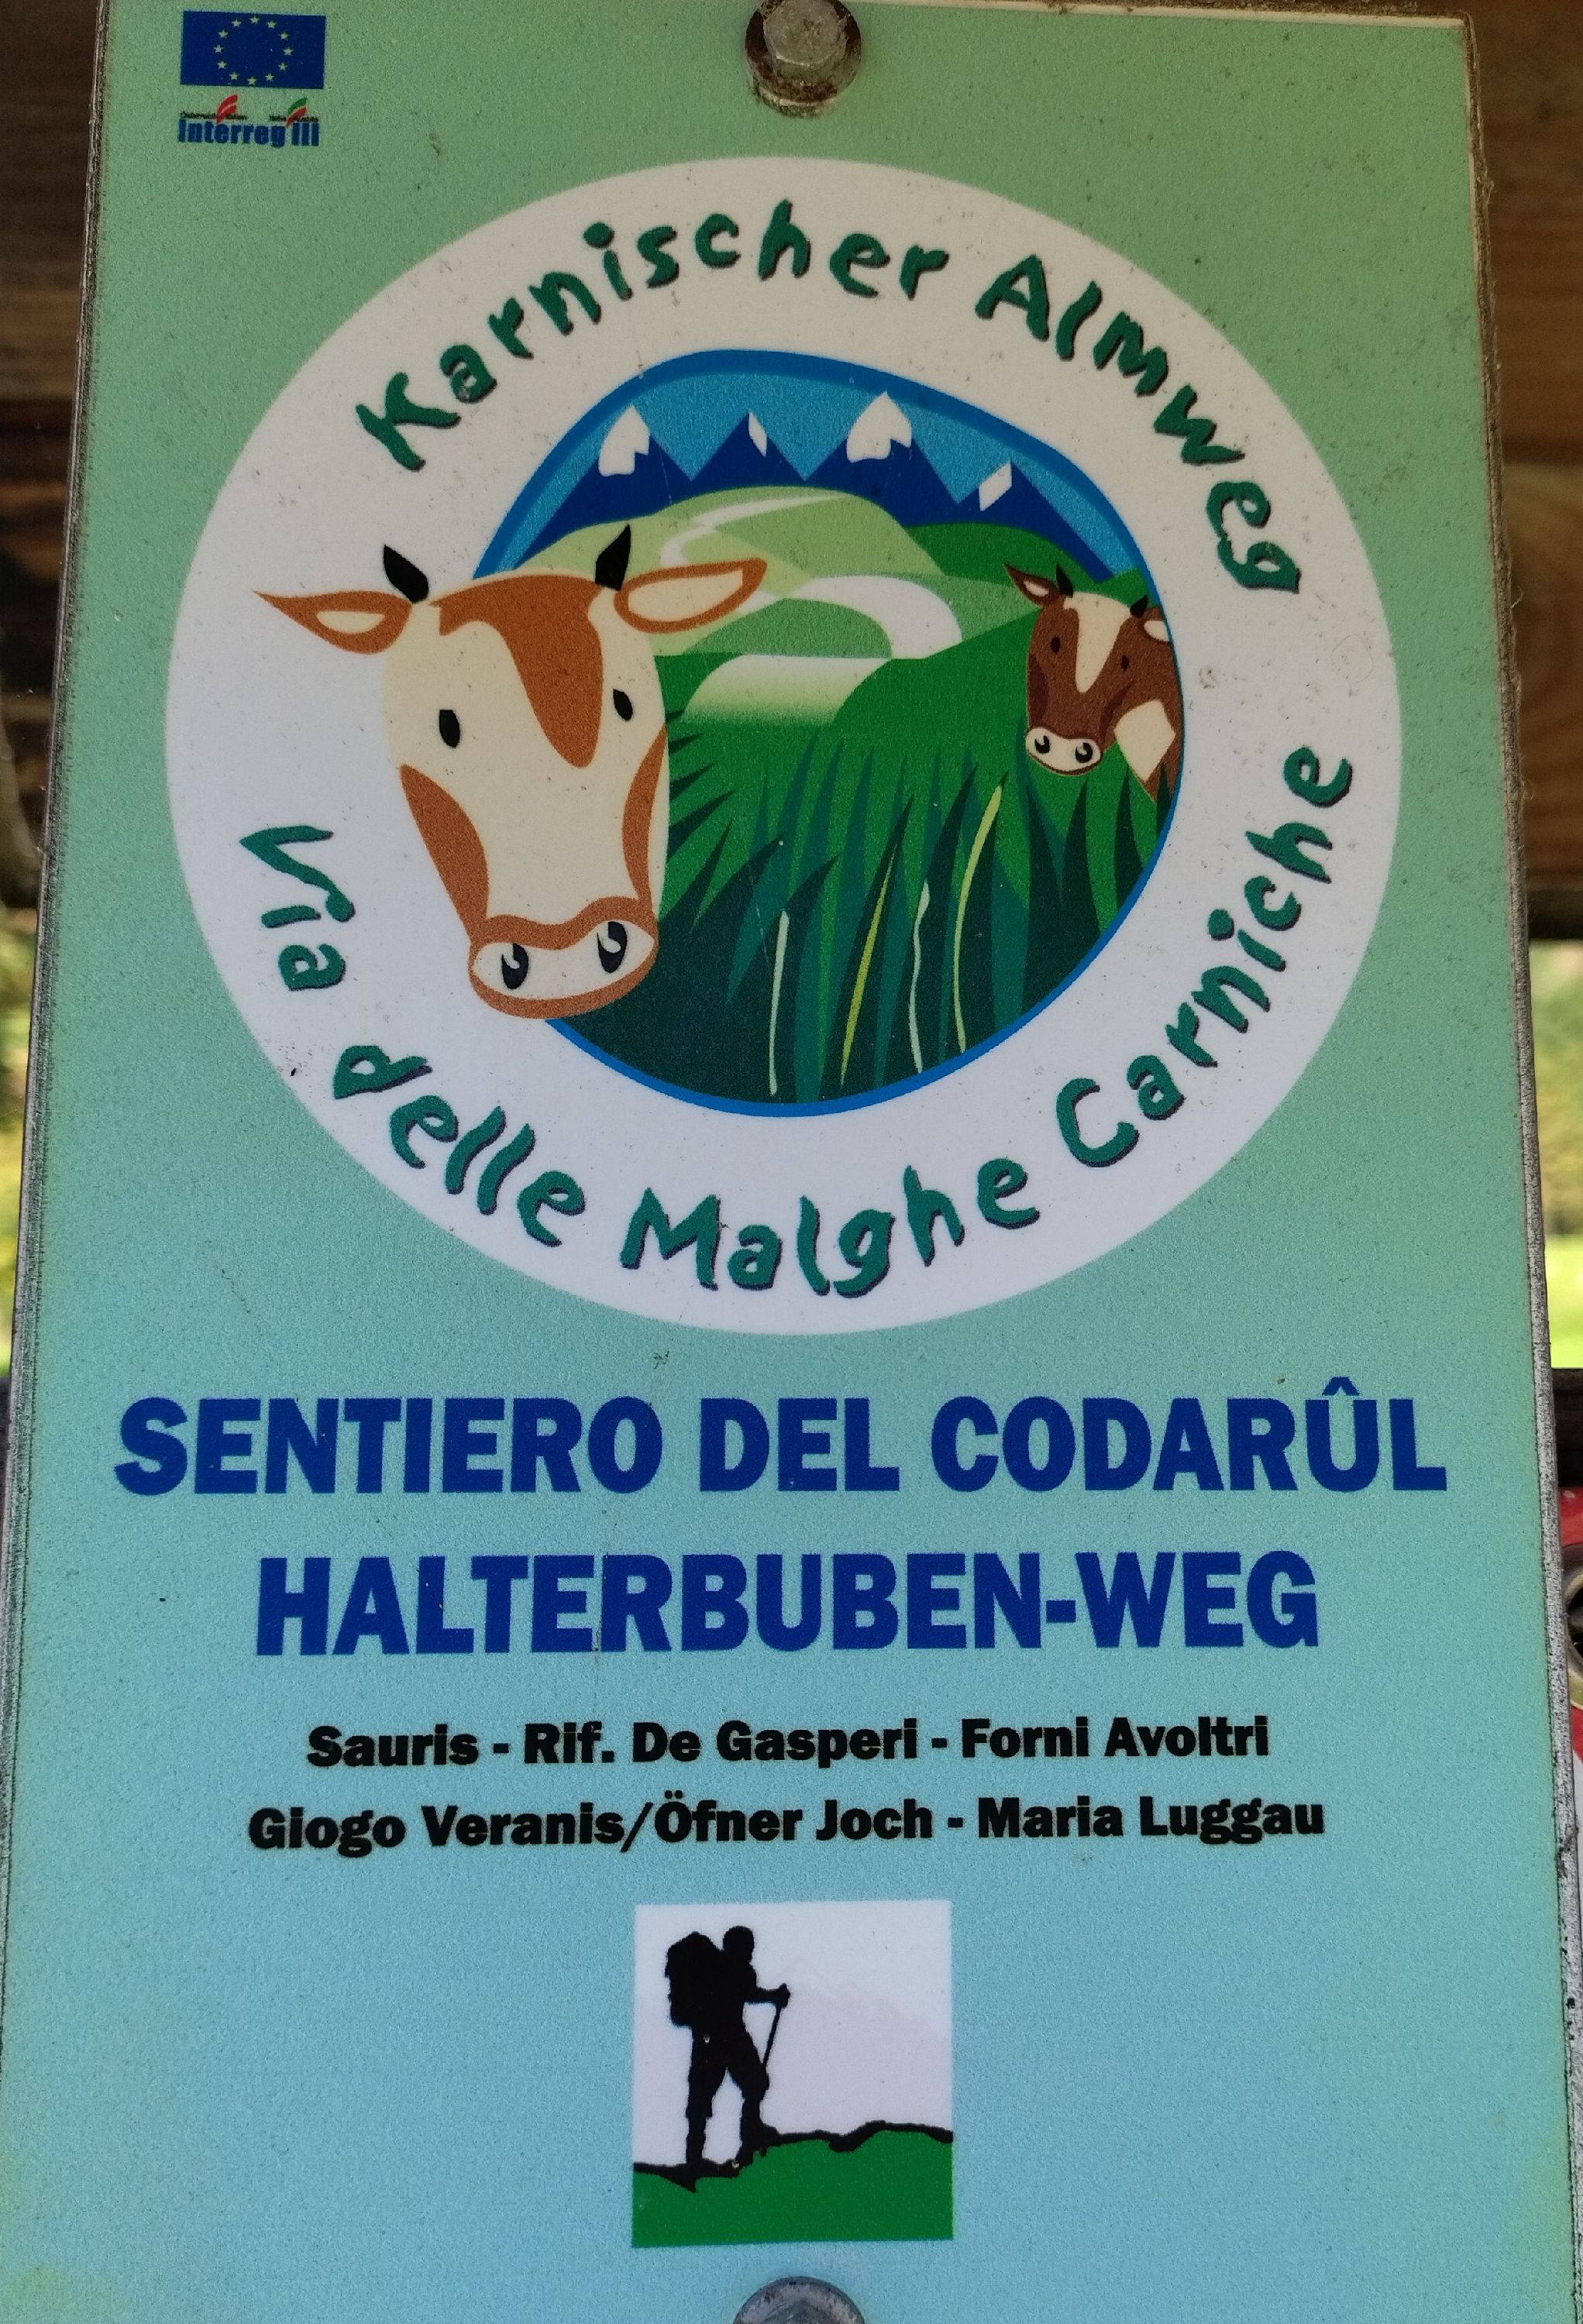 Interreg III
Karnischer Almweg
Via delle Malghe Carniche
SENTIERO DEL CODARÛL
HALTERBUBEN-WEG
Sauris - Rif. De Gasperi - Forni Avoltri
Giogo Veranis/Öfner Joch - Maria Luggau